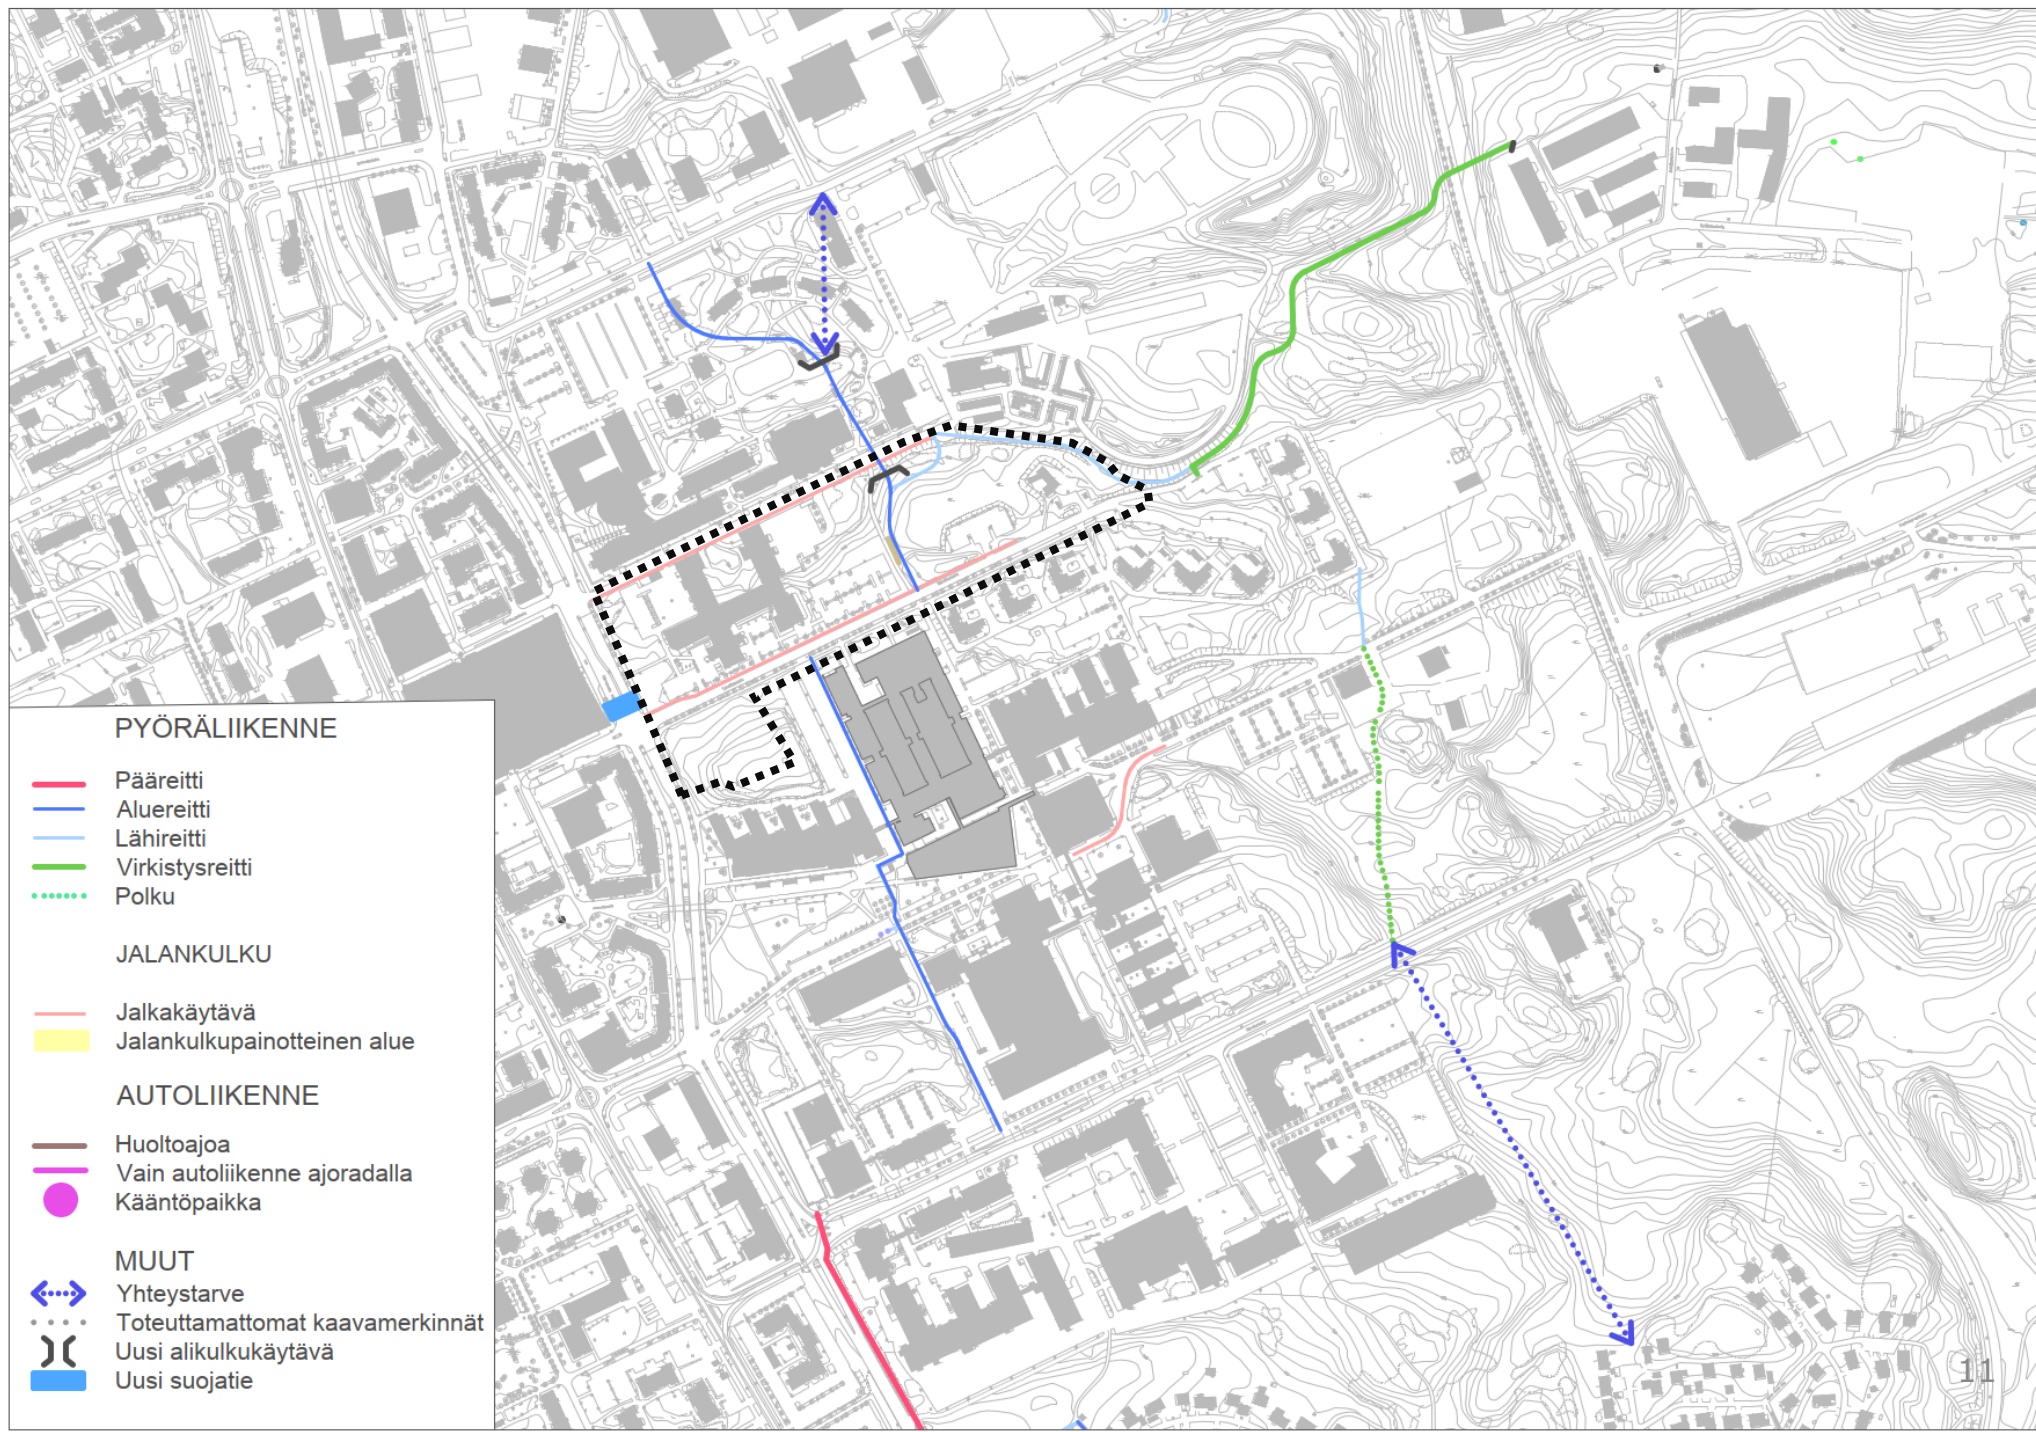 PYÖRÄLIIKENNE
Pääreitti
Aluereitti
Lähireitti
Virkistysreitti
Polku
JALANKULKU
Jalkakäytävä
Jalankulkupainotteinen alue
AUTOLIIKENNE
Huoltoajoa
Vain autoliikenne ajoradalla
Kääntöpaikka
MUUT
Yhteystarve
Toteuttamattomat kaavamerkinnät
Uusi alikulkukäytävä
Uusi suojatie
11